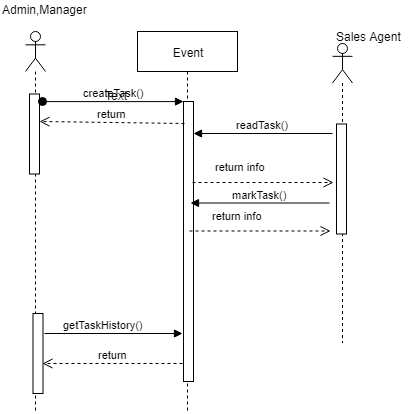 Admin,Manager
Event
Sales Agent
createTask()
Text
return
readTask()
return info
markTask()
return info
getTaskHistory()
return